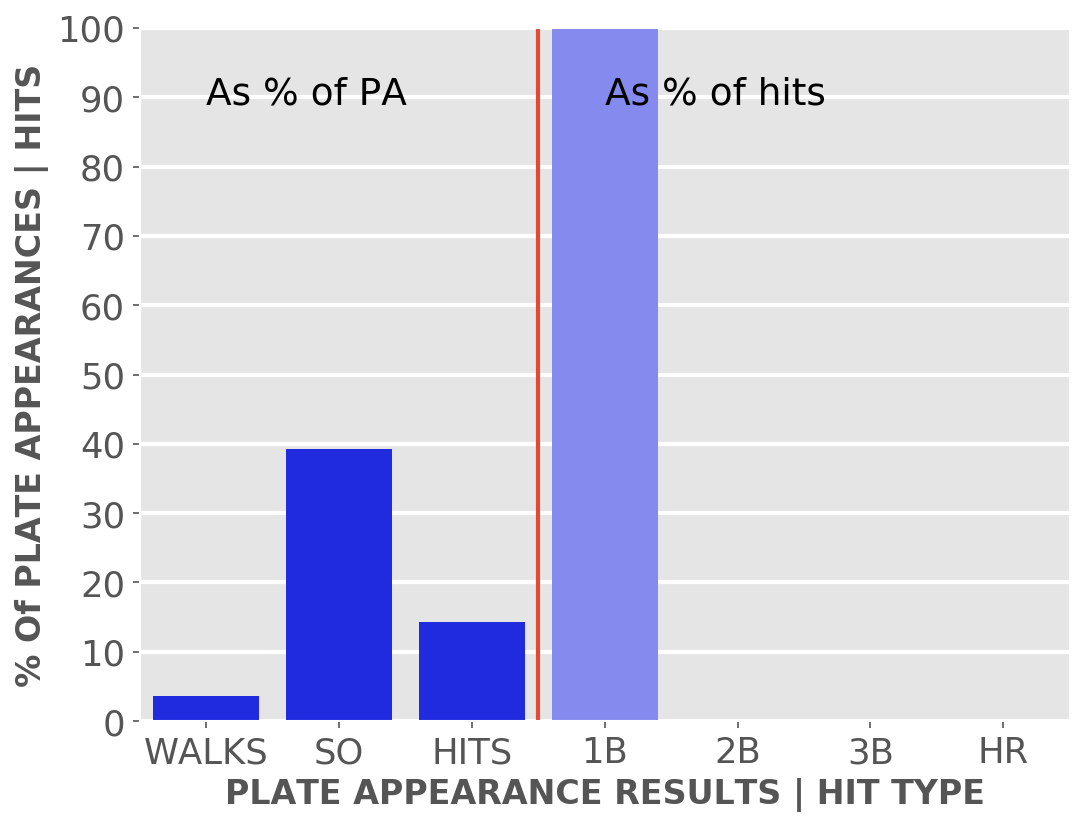 % Of PLATE APPEARANCES | HITS
100
90
80
70
60
50
40
30
20
10
0
As % of PA
As % of hits
WALKS SO HITS 1B 2B 3B HR
PLATE APPEARANCE RESULTS | HIT TYPE